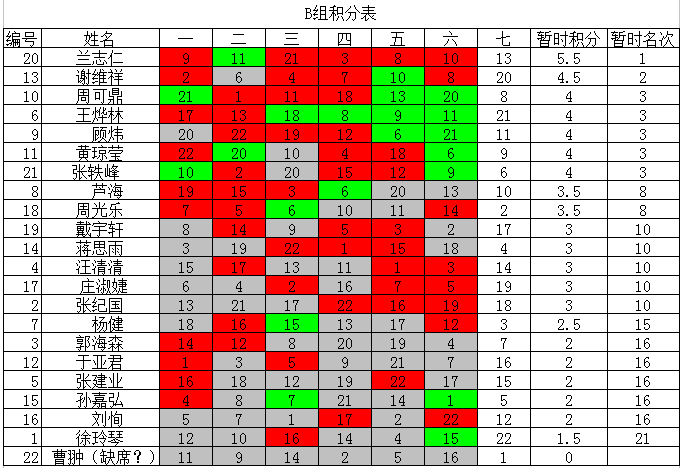 B组积分表
编号 姓名 一 二 三 四 五 六 七 暂时积分 暂时名次
20 兰志仁 9 11 21 3 8 10 13 5.5 1
13 谢维祥 2 6 4 7 10 8 20 4.5 2
10 周可鼎 21 1 11 18 13 20 8 4 3
6 王烨林 17 13 18 8 9 11 21 4 3
9 顾炜 20 22 19 12 6 21 11 4 3
11 黄琼莹 22 20 10 4 18 6 9 4 3
21 张轶峰 10 2 20 15 12 9 6 4 3
8 芦海 19 15 3 6 20 13 10 3.5 8
18 周光乐 7 5 6 10 11 14 2 3.5 8
19 戴宇轩 8 14 9 5 3 2 17 3 10
14 蒋思雨 3 19 22 1 15 18 4 3 10
4 汪清清 15 17 13 11 1 3 14 3 10
17 庄淑婕 6 4 2 16 7 5 19 3 10
2 张纪国 13 21 17 22 16 19 18 3 10
7 杨健 18 16 15 13 17 12 3 2.5 15
3 郭海森 14 12 8 20 19 4 7 2 16
12 于亚君 1 3 5 9 21 7 16 2 16
5 张建业 16 18 12 19 22 17 15 2 16
15 孙嘉弘 4 8 7 21 14 1 5 2 16
16 刘恂 5 7 1 17 2 22 12 2 16
1 徐玲琴 12 10 16 14 4 15 22 1.5 21
22 曹翀（缺席？） 11 9 14 2 5 16 1 0